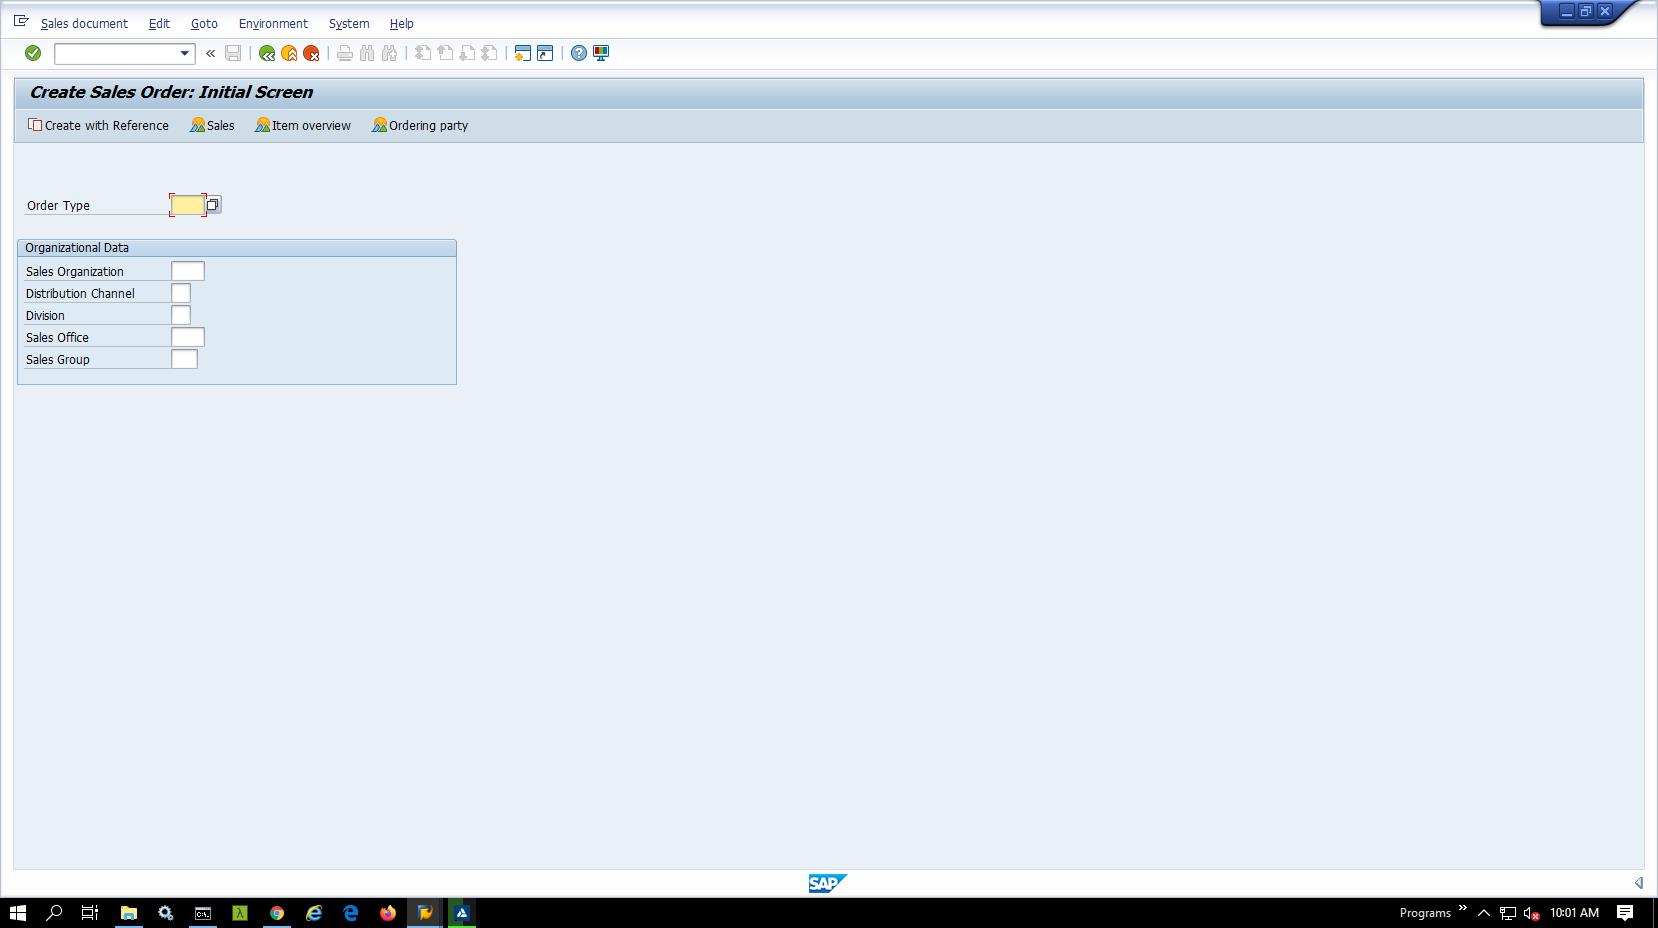 Sales document Edit Goto Environment System Help
Create Sales Order: Initial Screen
Create with Reference Sales Item overview Ordering party
Order Type
Organizational Data
Sales Organization
Distribution Channel
Division
Sales Office
Sales Group
SAP
Programs 10:01 AM